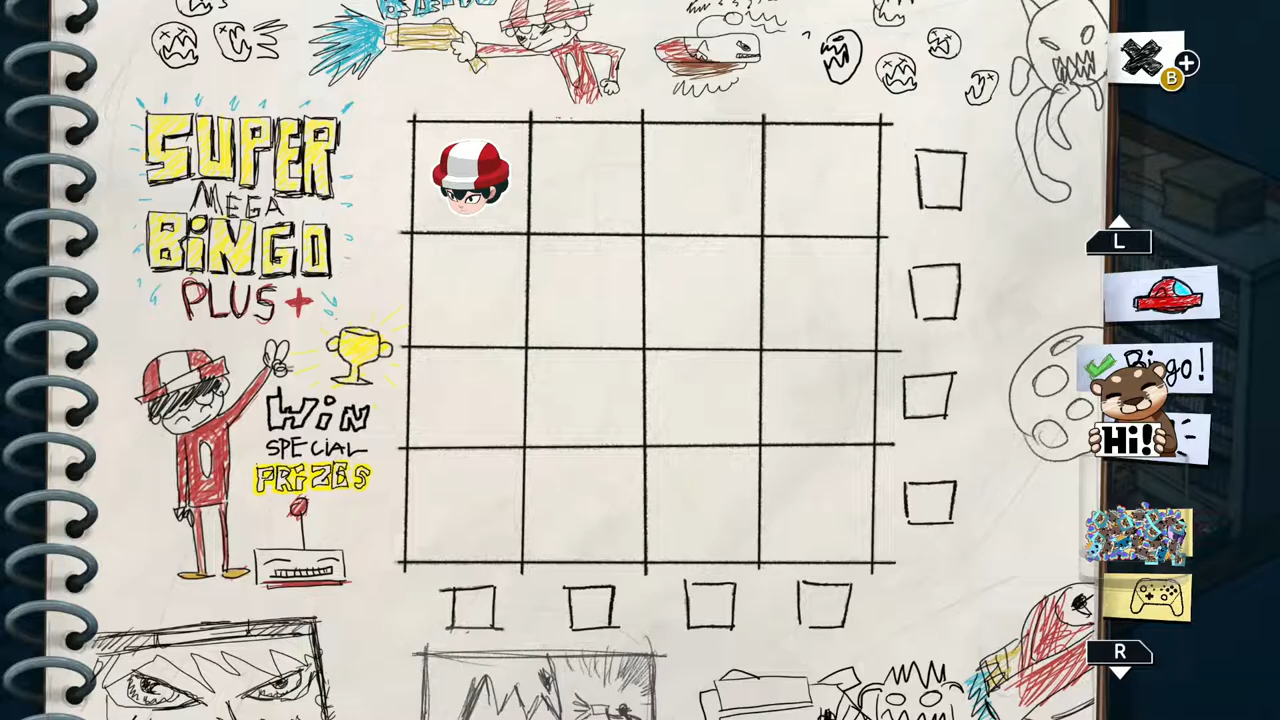 SUPER
MEGA
BiNGO
PLUS+
WiN
SPECIAL
PRiZES
B
L
Bingo!
Hi!
R